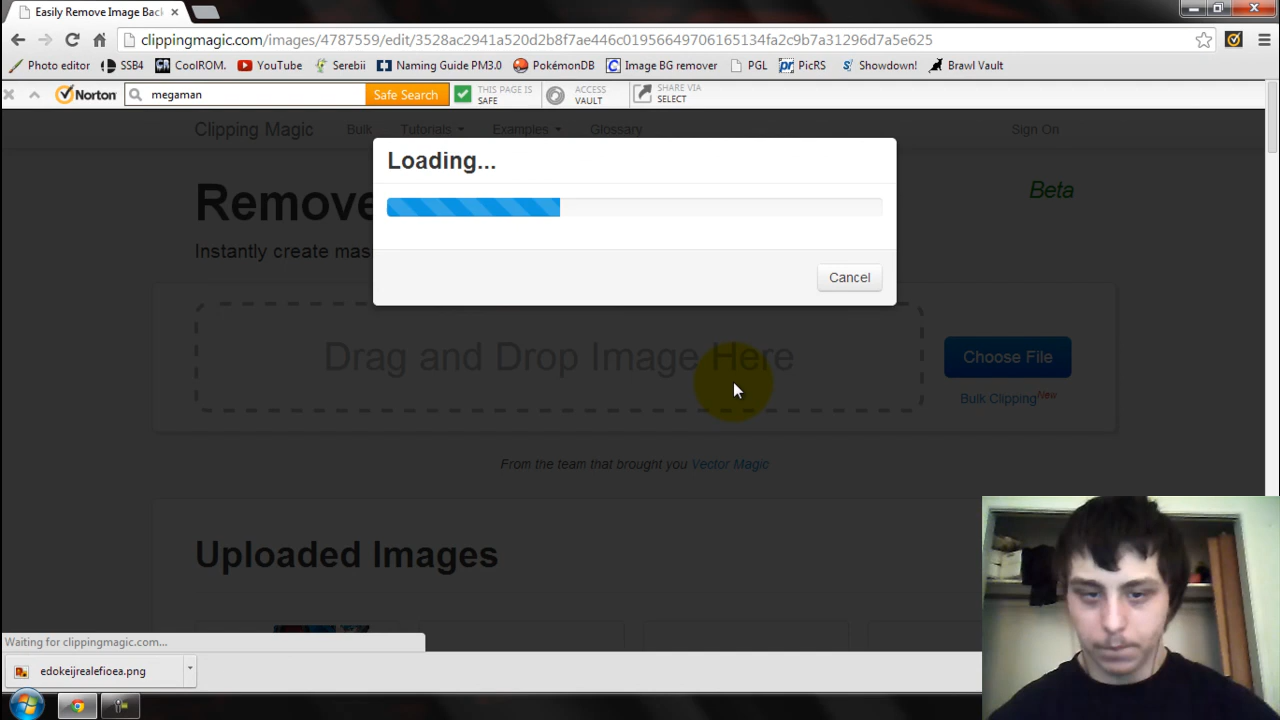 Easily Remove Image Back
clippingmagic.com/images/4787559/edit/3528ac2941a520d2b8f7ae446c01956649706165134fa2c9b7a31296d7a5e625
Photo editor SSB4 CoolROM. YouTube Serebii Naming Guide PM3.0 PokémonDB Image BG remover PGL PicRS Showdown! Brawl Vault
Norton megaman Safe Search THIS PAGE IS SAFE ACCESS VAULT SHARE VIA SELECT
Clipping Magic Bulk Tutorials Examples Glossary Sign On
Loading...
Remove
Beta
Instantly create mas
Cancel
Drag and Drop Image Here
Choose File
Bulk Clipping New
From the team that brought you Vector Magic
Uploaded Images
Waiting for clippingmagic.com...
edokeijrealefioea.png